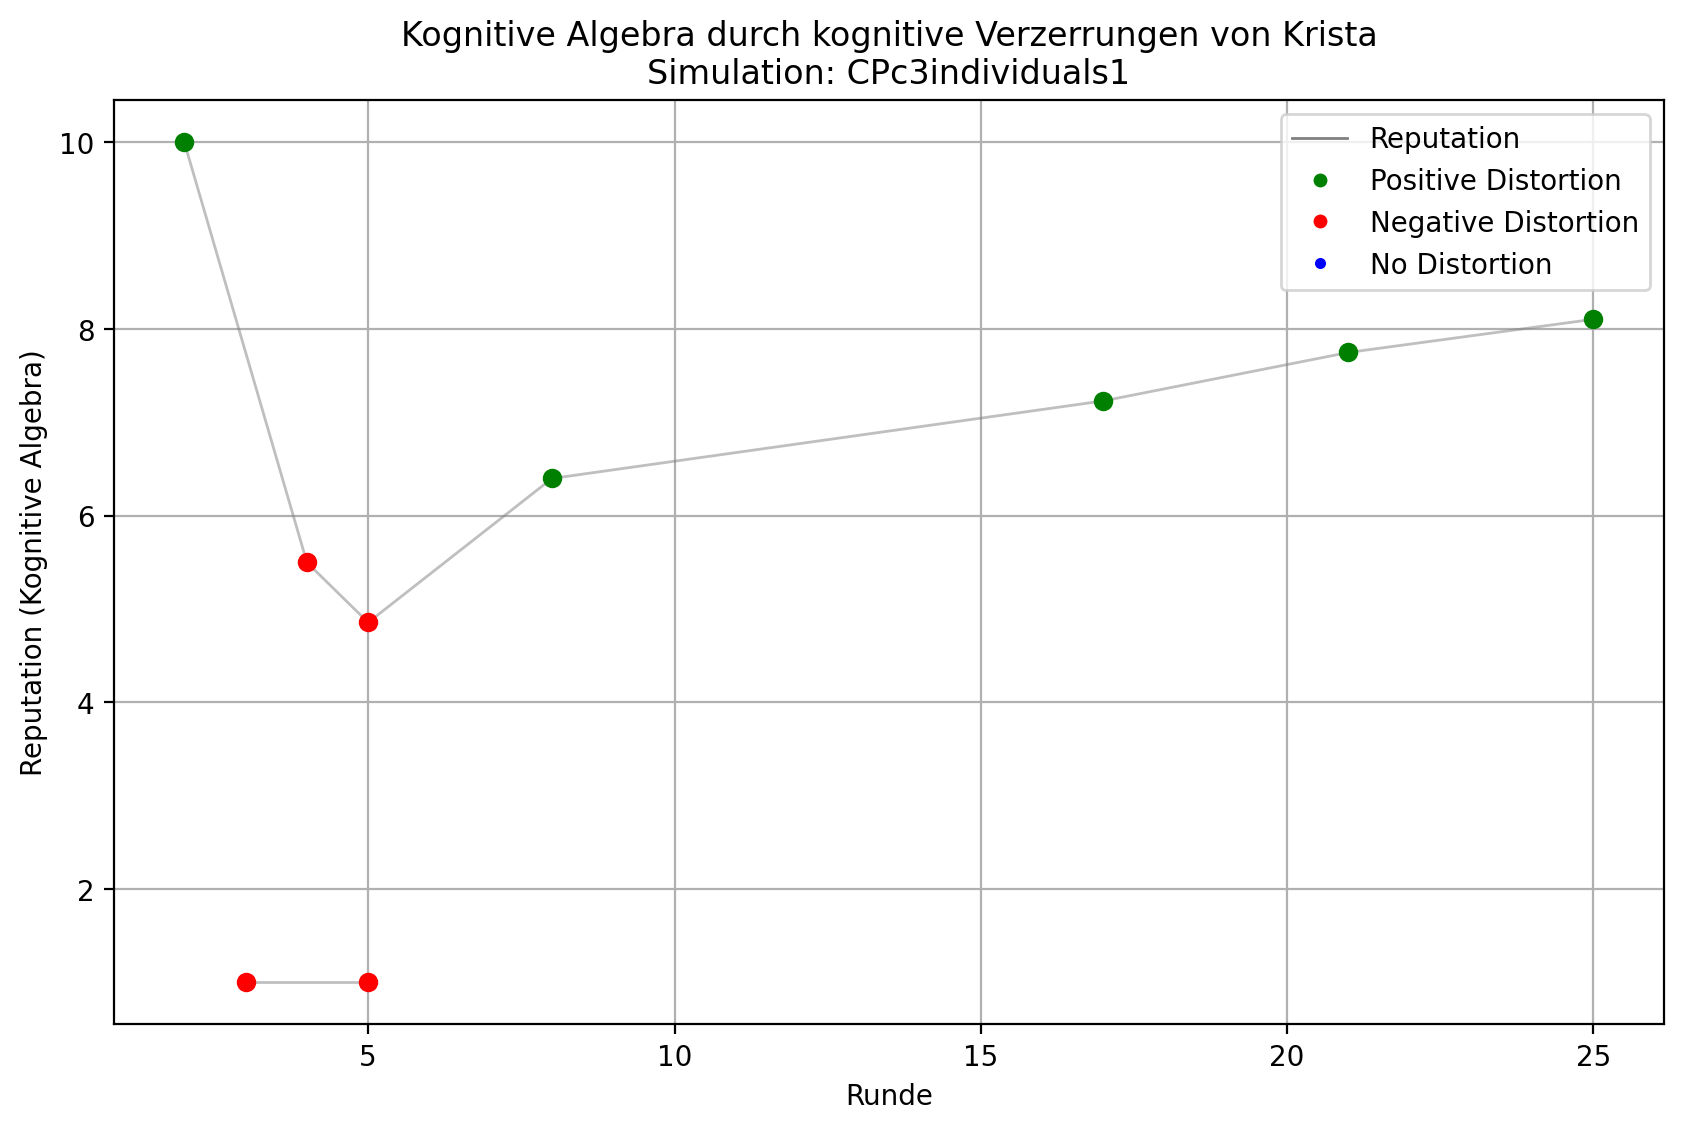 Kognitive Algebra durch kognitive Verzerrungen von Krista
Simulation: CPc3individuals1
Reputation
Positive Distortion
Negative Distortion
No Distortion
Reputation (Kognitive Algebra)
10
8
6
4
2
5
10
15
20
25
Runde